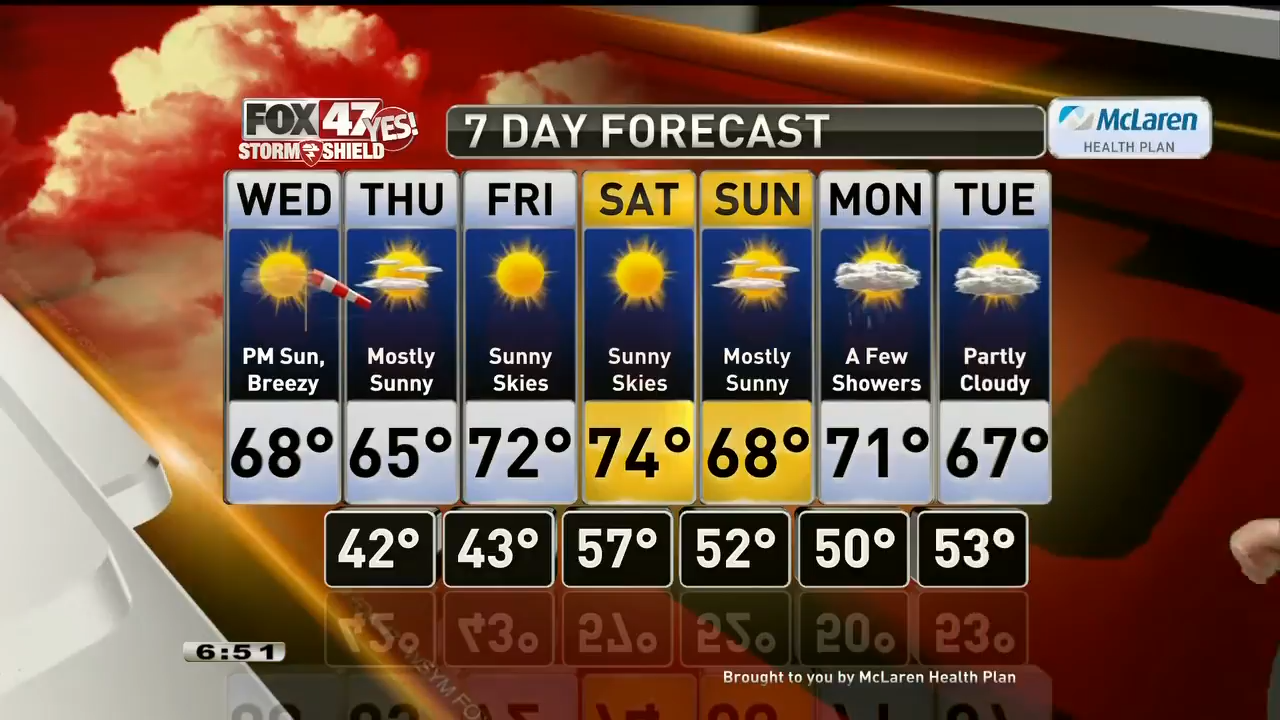 FOX 47 YES!
STORM SHIELD
7 DAY FORECAST
McLaren
HEALTH PLAN
WED THU FRI SAT SUN MON TUE
PM Sun, Mostly Sunny Sunny Mostly A Few Partly
Breezy Sunny Skies Skies Sunny Showers Cloudy
68° 65° 72° 74° 68° 71° 67°
42° 43° 57° 52° 50° 53°
6:51
Brought to you by McLaren Health Plan